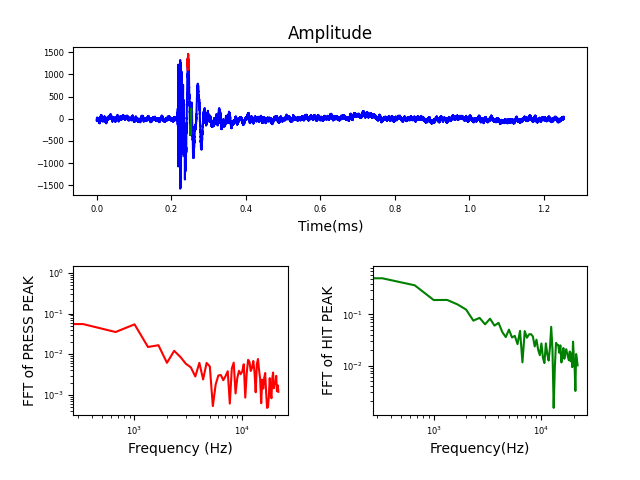 Amplitude
1500
1000
500
0
−500
−1000
−1500
0.0 0.2 0.4 0.6 0.8 1.0 1.2
Time(ms)
FFT of PRESS PEAK
10⁰
10⁻¹
10⁻²
10⁻³
10³ 10⁴
Frequency (Hz)
FFT of HIT PEAK
10⁻¹
10⁻²
10³ 10⁴
Frequency(Hz)